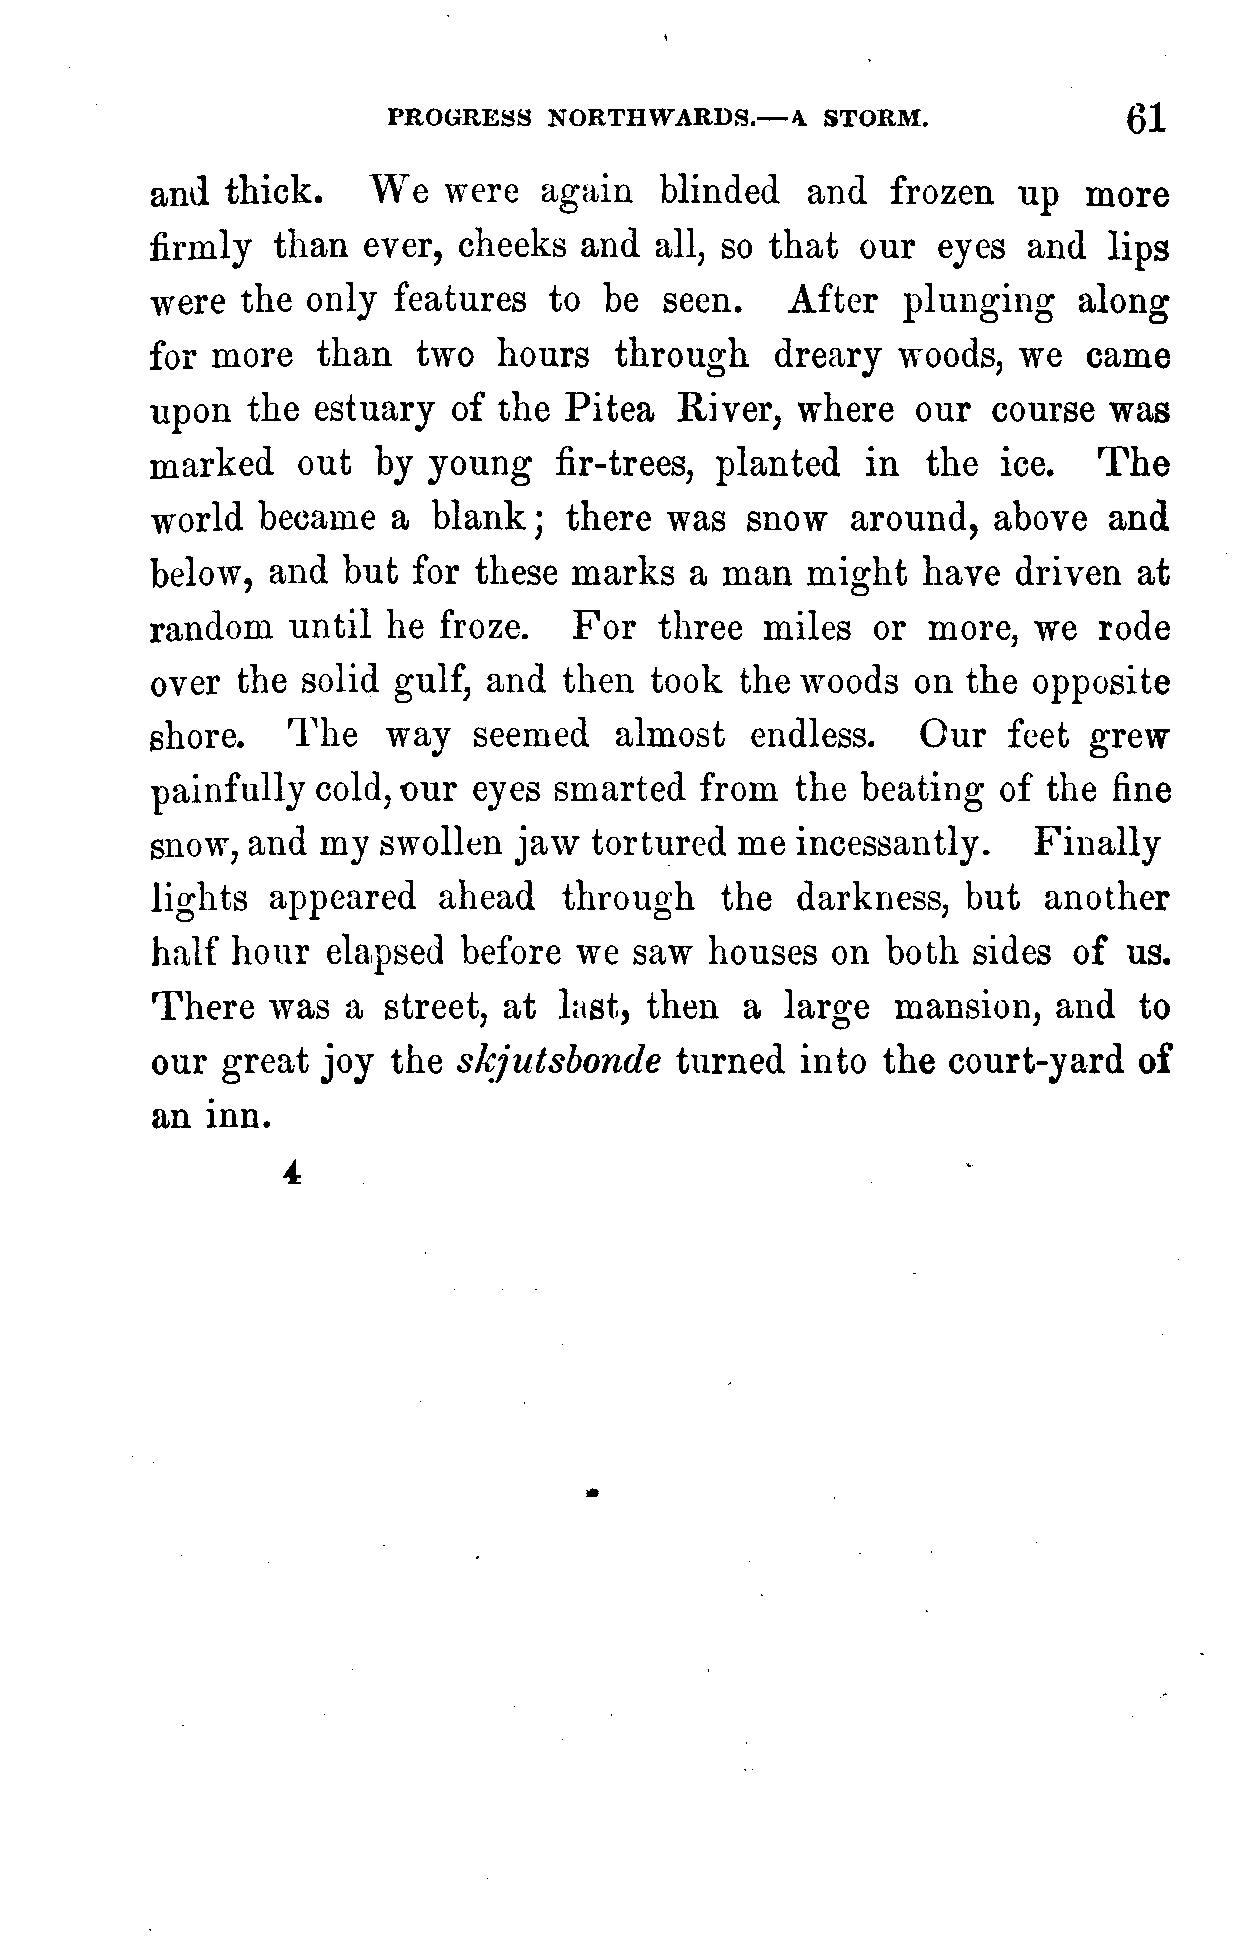 PROGRESS NORTHWARDS.—A STORM. 61
and thick. We were again blinded and frozen up more
firmly than ever, cheeks and all, so that our eyes and lips
were the only features to be seen. After plunging along
for more than two hours through dreary woods, we came
upon the estuary of the Pitea River, where our course was
marked out by young fir-trees, planted in the ice. The
world became a blank; there was snow around, above and
below, and but for these marks a man might have driven at
random until he froze. For three miles or more, we rode
over the solid gulf, and then took the woods on the opposite
shore. The way seemed almost endless. Our feet grew
painfully cold, our eyes smarted from the beating of the fine
snow, and my swollen jaw tortured me incessantly. Finally
lights appeared ahead through the darkness, but another
half hour elapsed before we saw houses on both sides of us.
There was a street, at last, then a large mansion, and to
our great joy the skjutsbonde turned into the court-yard of
an inn.
4